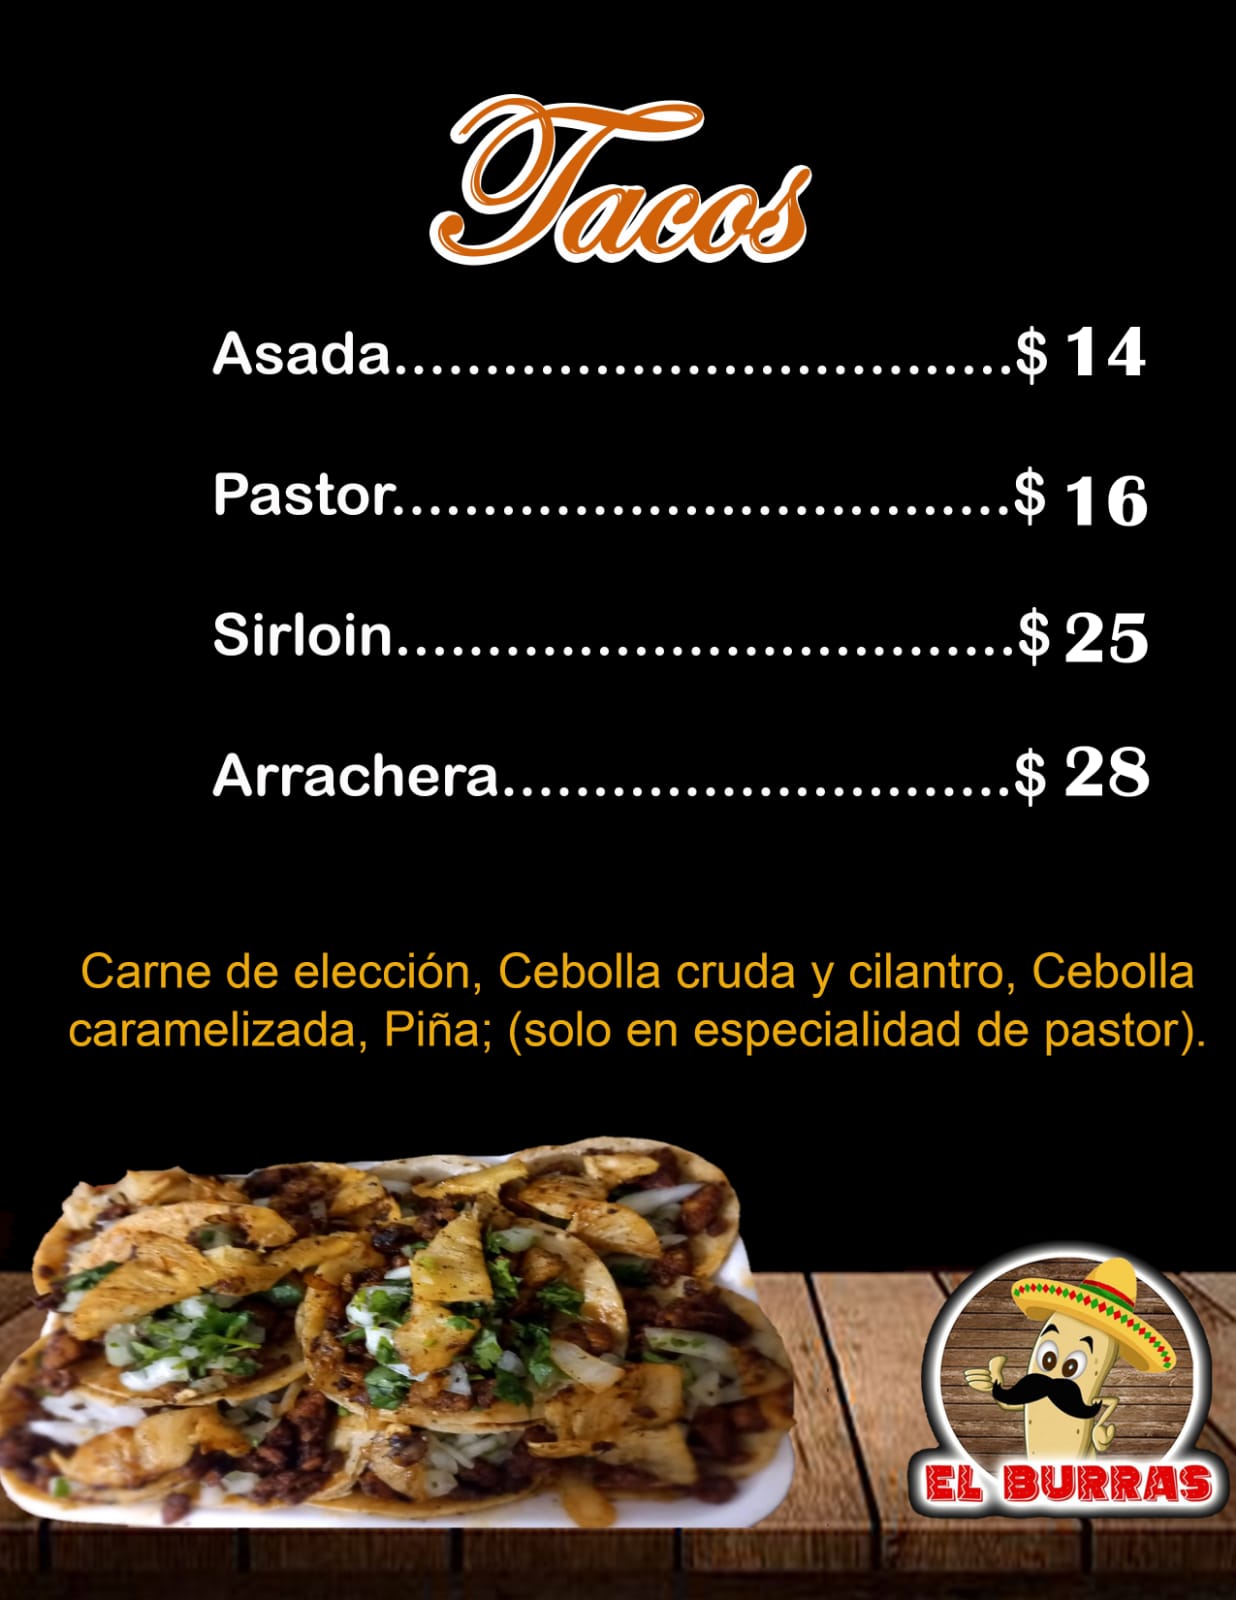 Tacos
Asada..................................$ 14
Pastor..................................$ 16
Sirloin..................................$ 25
Arrachera............................$ 28
Carne de elección, Cebolla cruda y cilantro, Cebolla
caramelizada, Piña; (solo en especialidad de pastor).
EL BURRAS